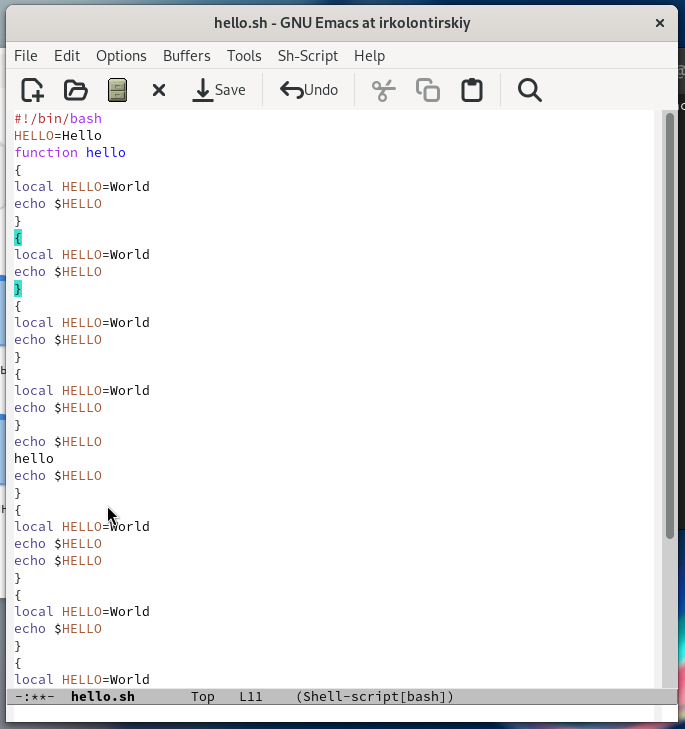 hello.sh - GNU Emacs at irkolontirskiy
File Edit Options Buffers Tools Sh-Script Help
Save Undo
#!/bin/bash
HELLO=Hello
function hello
{
local HELLO=World
echo $HELLO
}
{
local HELLO=World
echo $HELLO
}
{
local HELLO=World
echo $HELLO
}
{
local HELLO=World
echo $HELLO
}
echo $HELLO
hello
echo $HELLO
}
{
local HELLO=World
echo $HELLO
echo $HELLO
}
{
local HELLO=World
echo $HELLO
}
{
local HELLO=World
-:**- hello.sh Top L11 (Shell-script[bash])